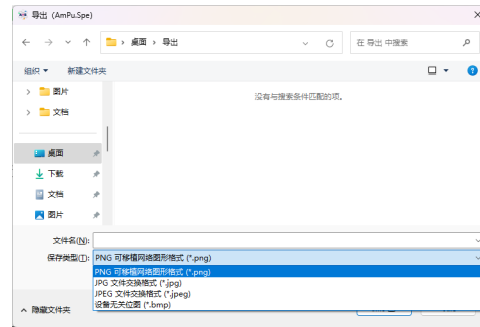 导出 (AmPu.Spe)
桌面 › 导出
在 导出 中搜索
组织 新建文件夹
图片
文档
没有与搜索条件匹配的项。
桌面
下载
文档
图片
文件名(N):
保存类型(T): PNG 可移植网络图形格式 (*.png)
PNG 可移植网络图形格式 (*.png)
JPG 文件交换格式 (*.jpg)
JPEG 文件交换格式 (*.jpeg)
设备无关位图 (*.bmp)
隐藏文件夹